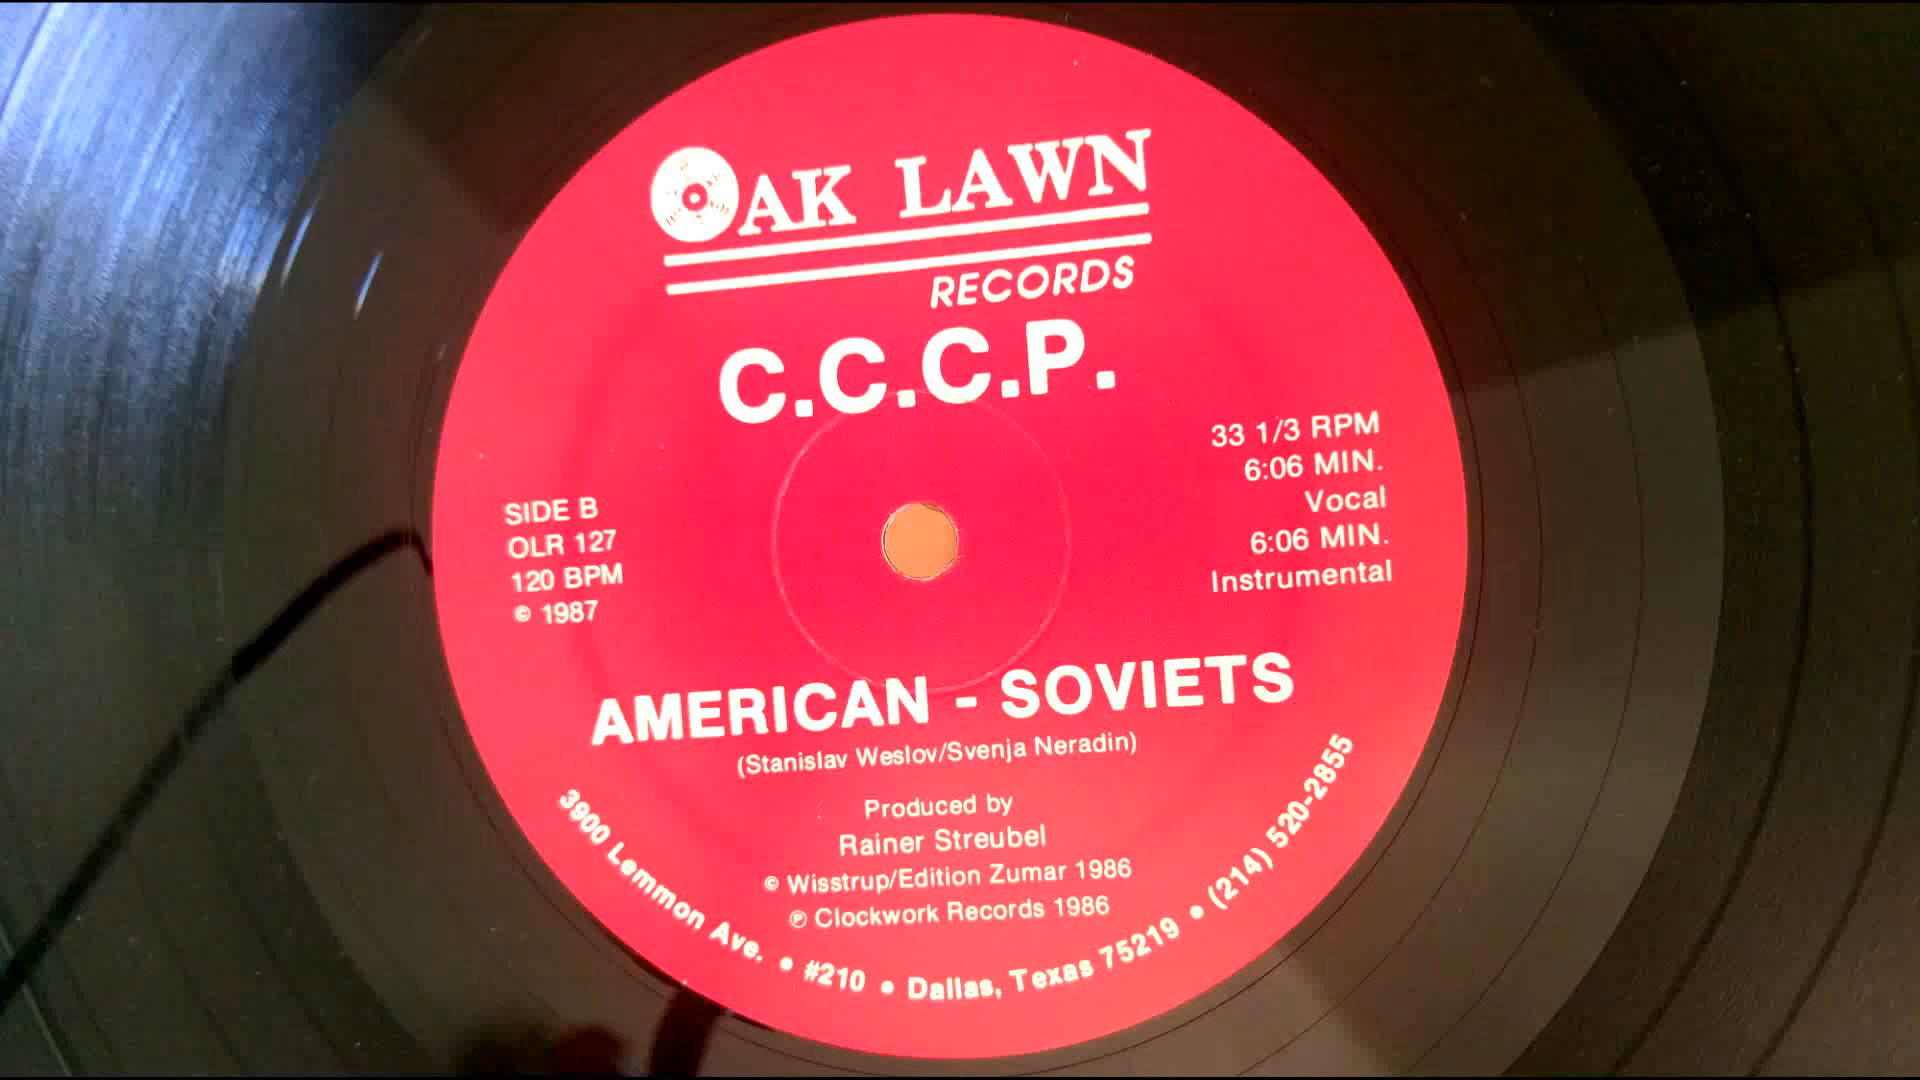 OAK LAWN
RECORDS
C.C.C.P.
33 1/3 RPM
6:06 MIN.
Vocal
6:06 MIN.
Instrumental
SIDE B
OLR 127
120 BPM
© 1987
AMERICAN - SOVIETS
(Stanislav Weslov/Svenja Neradin)
Produced by
Rainer Streubel
© Wisstrup/Edition Zumar 1986
℗ Clockwork Records 1986
3900 Lemmon Ave. • #210 • Dallas, Texas 75219 • (214) 520-2855